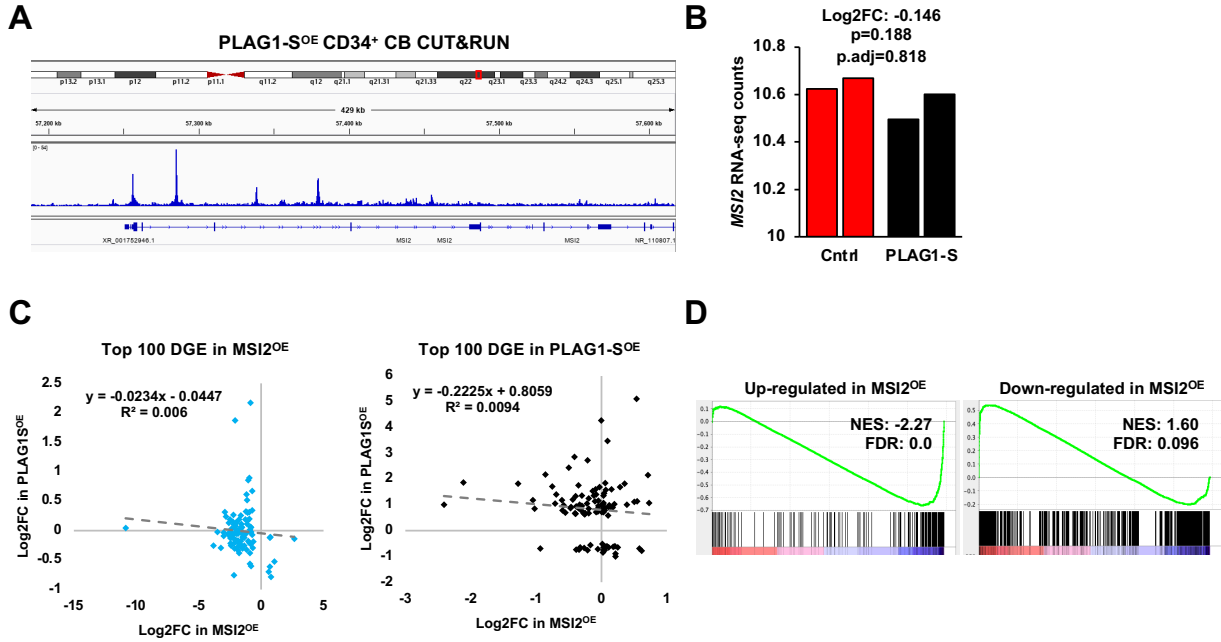 A
PLAG1-S^OE CD34⁺ CB CUT&RUN
p13.2 p13.1 p12 p11.2 p11.1 q11.2 q12 q21.1 q21.31 q21.33 q22 q23.1 q23.3 q24.2 q24.3 q25.1 q25.3
429 kb
57,200 kb 57,300 kb 57,400 kb 57,500 kb 57,600 kb
XR_001752946.1 MSI2 MSI2 MSI2 NR_110807.1
B
Log2FC: -0.146
p=0.188
p.adj=0.818
MSI2 RNA-seq counts
10.8
10.6
10.4
10.2
10
Cntrl PLAG1-S
C
Top 100 DGE in MSI2^OE
y = -0.0234x - 0.0447
R² = 0.006
Log2FC in PLAG1S^OE
2.5
2
1.5
1
0.5
0
-0.5
-1
-15 -10 -5 0 5
Log2FC in MSI2^OE
Top 100 DGE in PLAG1-S^OE
y = -0.2225x + 0.8059
R² = 0.0094
Log2FC in PLAG1S^OE
6
5
4
3
2
1
0
-1
-2
-3 -2 -1 0 1
Log2FC in MSI2^OE
D
Up-regulated in MSI2^OE
NES: -2.27
FDR: 0.0
0.1
0.0
-0.1
-0.2
-0.3
-0.4
-0.5
-0.6
-0.7
Down-regulated in MSI2^OE
NES: 1.60
FDR: 0.096
0.5
0.4
0.3
0.2
0.1
0.0
-0.1
-0.2